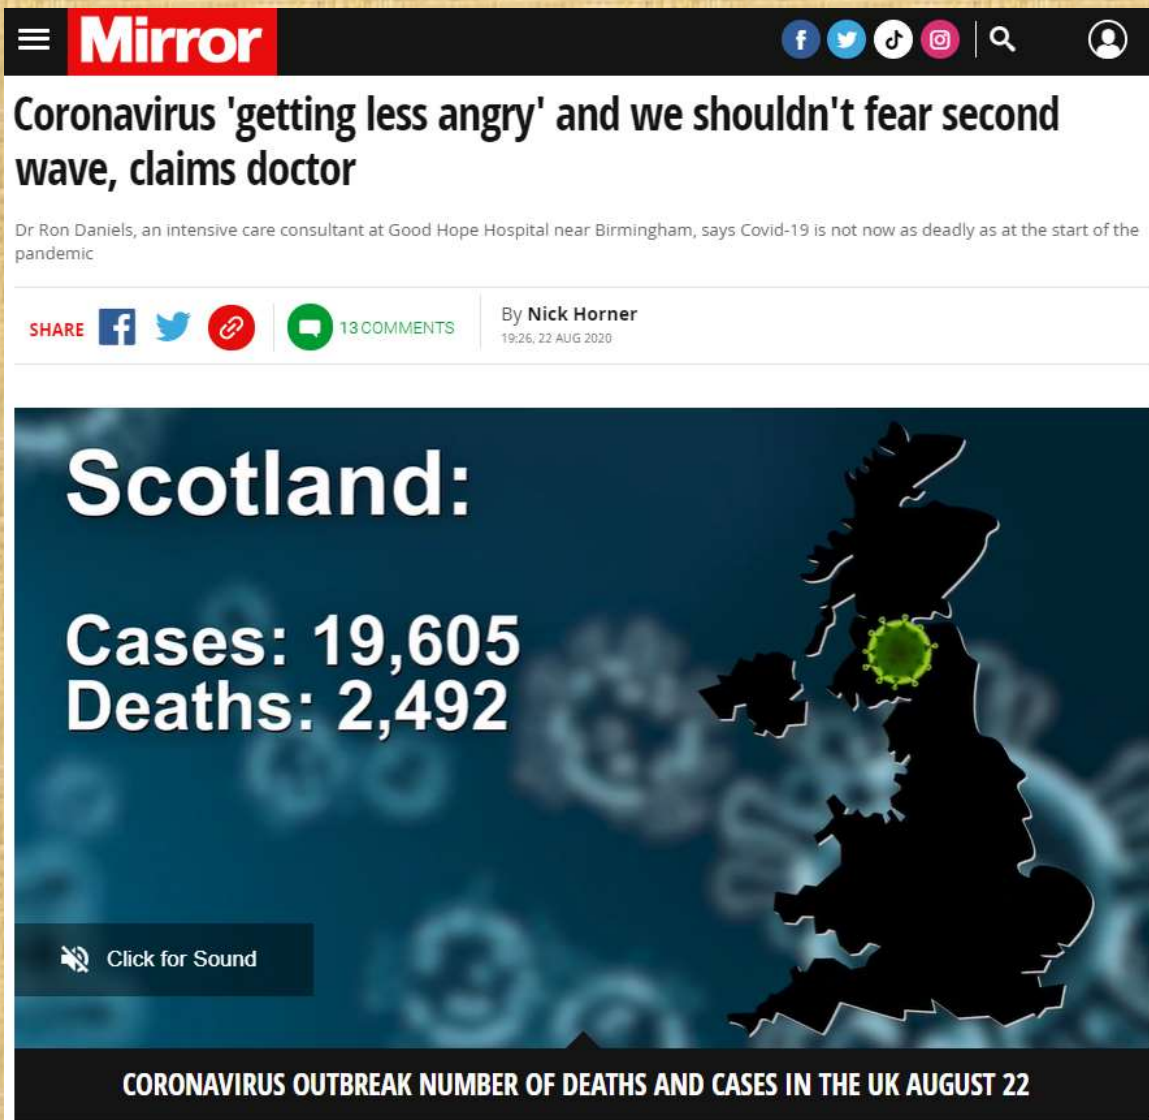 Mirror
Coronavirus 'getting less angry' and we shouldn't fear second
wave, claims doctor
Dr Ron Daniels, an intensive care consultant at Good Hope Hospital near Birmingham, says Covid-19 is not now as deadly as at the start of the
pandemic
SHARE
13 COMMENTS
By Nick Horner
19:26, 22 AUG 2020
Scotland:
Cases: 19,605
Deaths: 2,492
Click for Sound
CORONAVIRUS OUTBREAK NUMBER OF DEATHS AND CASES IN THE UK AUGUST 22